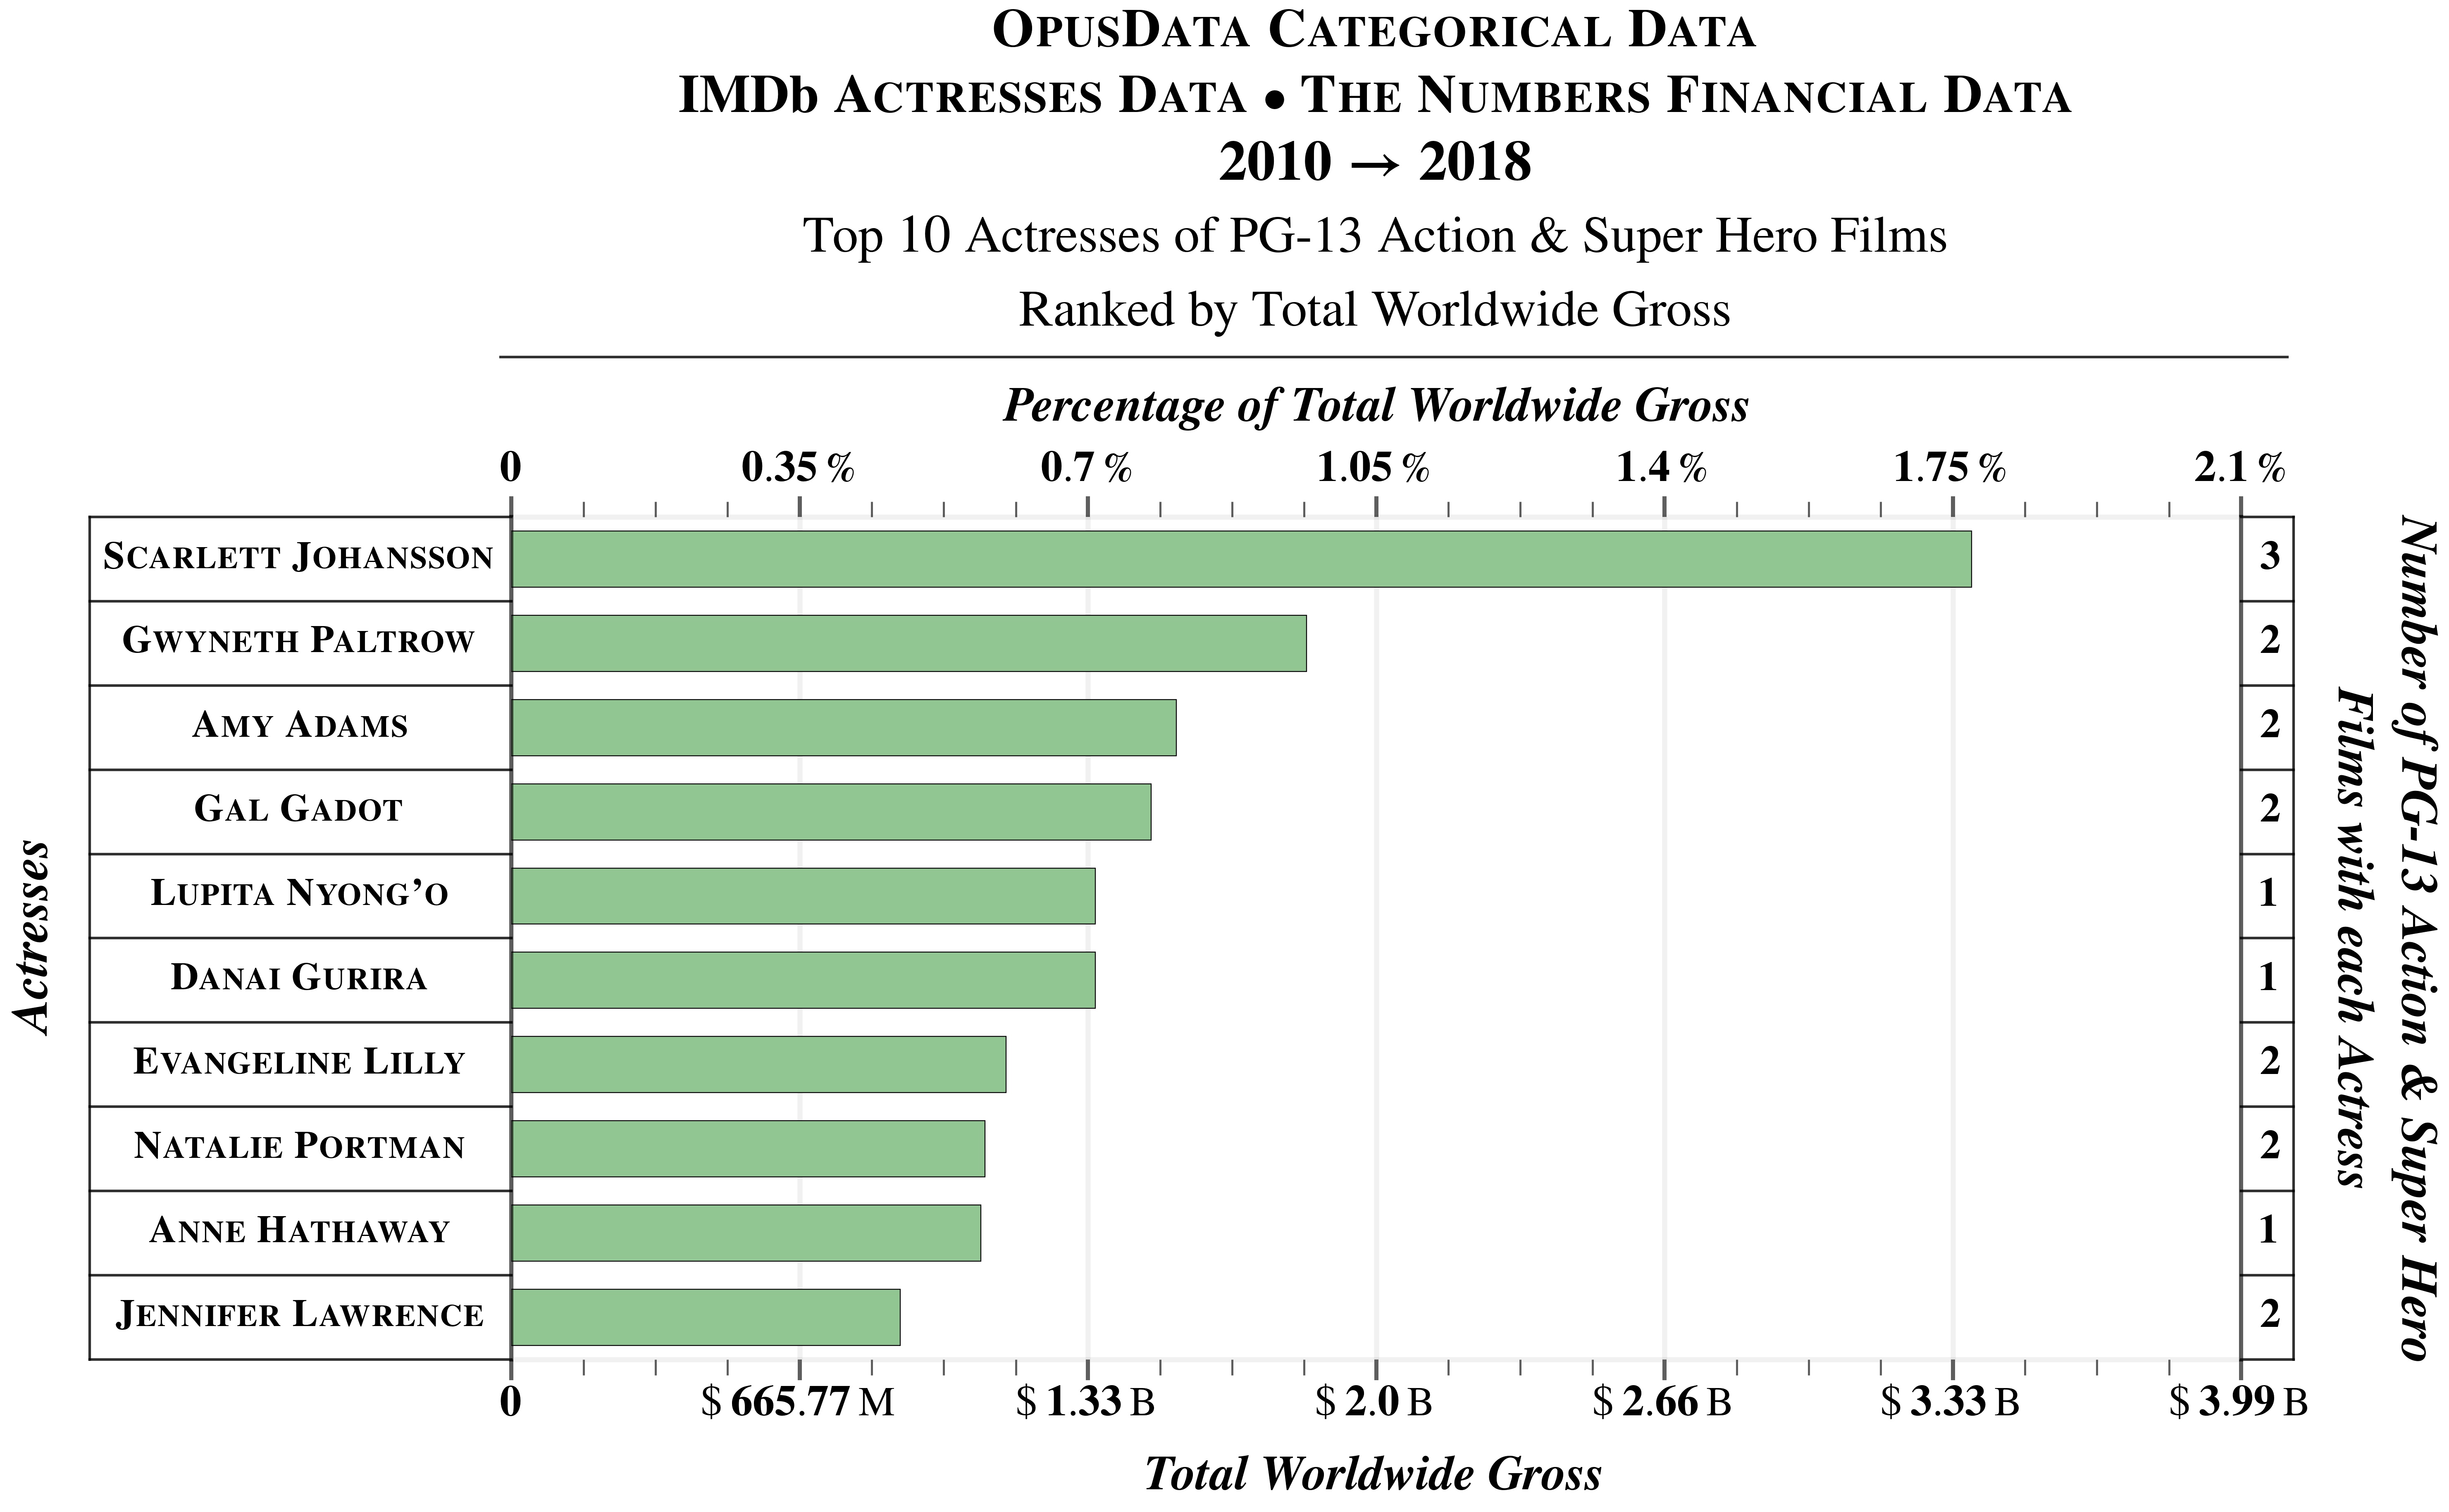 OpusData Categorical Data
IMDb Actresses Data • The Numbers Financial Data
2010 → 2018
Top 10 Actresses of PG-13 Action & Super Hero Films
Ranked by Total Worldwide Gross
Percentage of Total Worldwide Gross
0 0.35 % 0.7 % 1.05 % 1.4 % 1.75 % 2.1 %
Actresses
Scarlett Johansson 3
Gwyneth Paltrow 2
Amy Adams 2
Gal Gadot 2
Lupita Nyong’o 1
Danai Gurira 1
Evangeline Lilly 2
Natalie Portman 2
Anne Hathaway 1
Jennifer Lawrence 2
Number of PG-13 Action & Super Hero
Films with each Actress
0 $ 665.77 M $ 1.33 B $ 2.0 B $ 2.66 B $ 3.33 B $ 3.99 B
Total Worldwide Gross